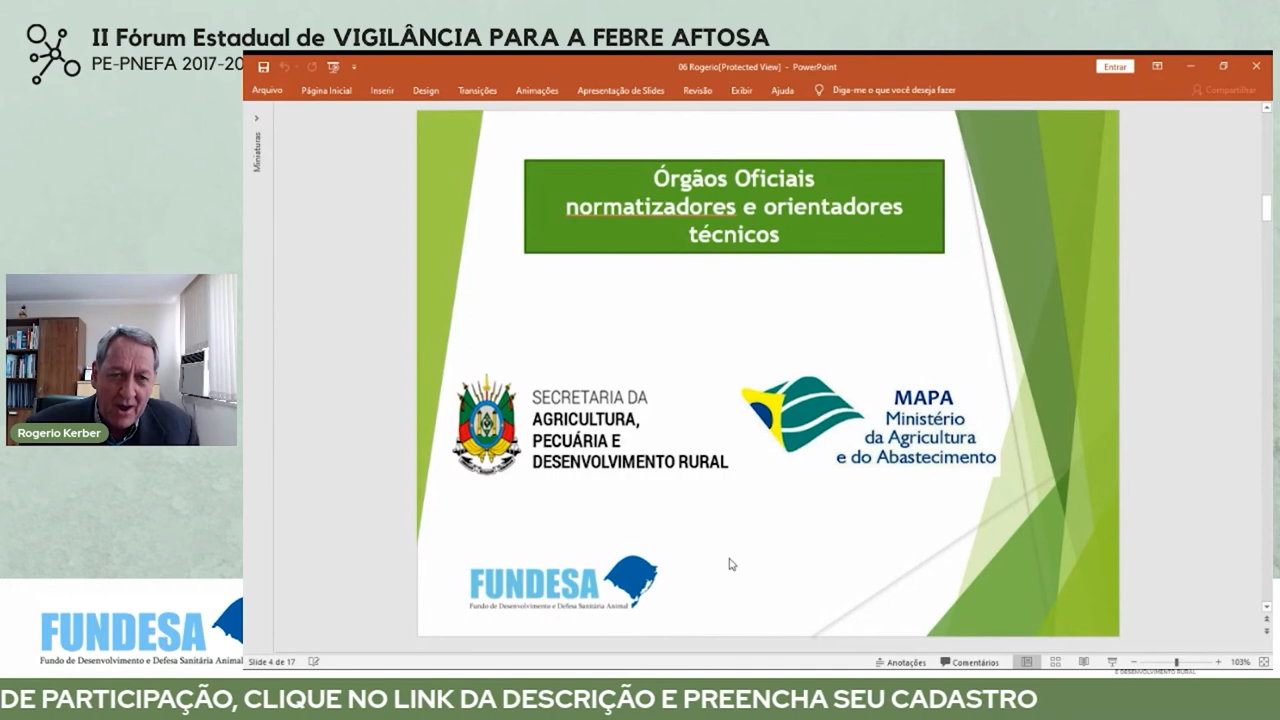 II Fórum Estadual de VIGILÂNCIA PARA A FEBRE AFTOSA
PE-PNEFA 2017-20
06 Rogerio[Protected View] - PowerPoint
Entrar
Arquivo Página Inicial Inserir Design Transições Animações Apresentação de Slides Revisão Exibir Ajuda Diga-me o que você deseja fazer Compartilhar
Miniaturas
Órgãos Oficiais
normatizadores e orientadores
técnicos
SECRETARIA DA
AGRICULTURA,
PECUÁRIA E
DESENVOLVIMENTO RURAL
MAPA
Ministério
da Agricultura
e do Abastecimento
Rogerio Kerber
FUNDESA
Fundo de Desenvolvimento e Defesa Sanitária Animal
FUNDESA
Fundo de Desenvolvimento e Defesa Sanitária Animal
Slide 4 de 17 Anotações Comentários 103%
E DESENVOLVIMENTO RURAL
DE PARTICIPAÇÃO, CLIQUE NO LINK DA DESCRIÇÃO E PREENCHA SEU CADASTRO